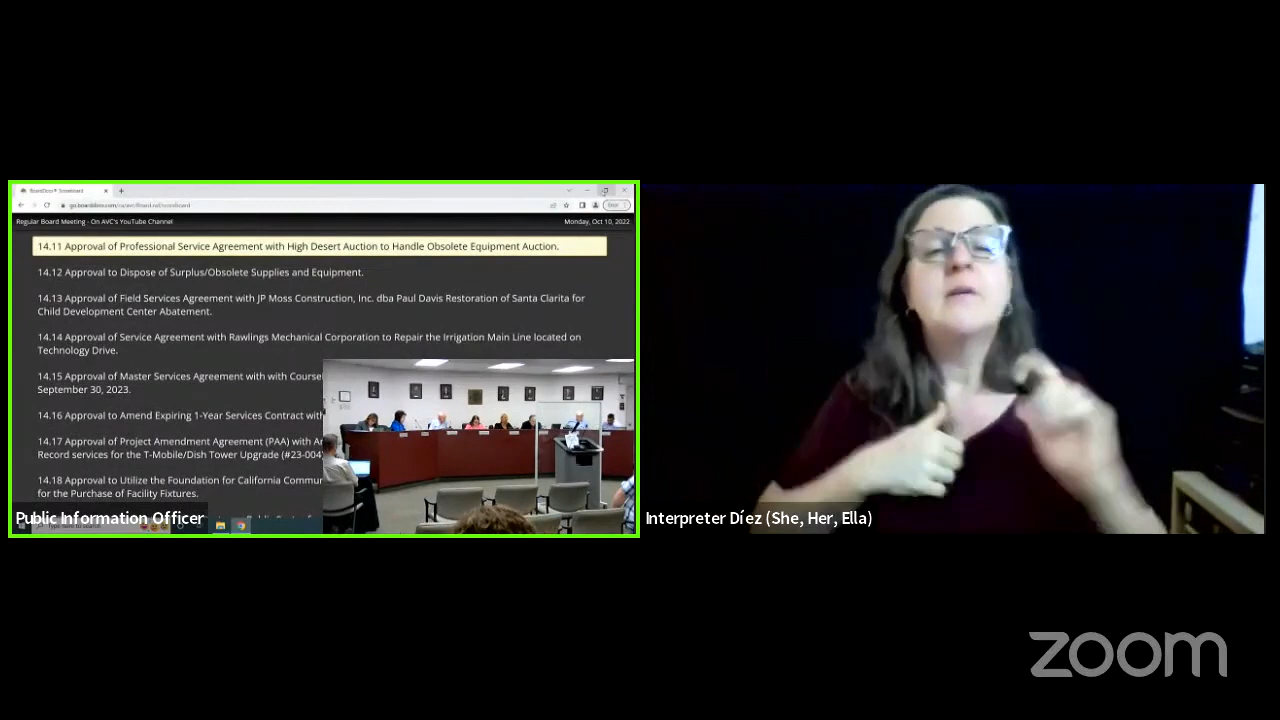 BoardDocs® Scoreboard
Regular Board Meeting - On AVC's YouTube Channel
Monday, Oct 10, 2022
14.11 Approval of Professional Service Agreement with High Desert Auction to Handle Obsolete Equipment Auction.
14.12 Approval to Dispose of Surplus/Obsolete Supplies and Equipment.
14.13 Approval of Field Services Agreement with JP Moss Construction, Inc. dba Paul Davis Restoration of Santa Clarita for
Child Development Center Abatement.
14.14 Approval of Service Agreement with Rawlings Mechanical Corporation to Repair the Irrigation Main Line located on
Technology Drive.
14.15 Approval of Master Services Agreement with with
September 30, 2023.
14.16 Approval to Amend Expiring 1-Year Services Contract with
14.17 Approval of Project Amendment Agreement (PAA) with
Record services for the T-Mobile/Dish Tower Upgrade (#23-004
14.18 Approval to Utilize the Foundation for California
for the Purchase of Facility Fixtures.
Public Information Officer
Interpreter Díez (She, Her, Ella)
zoom